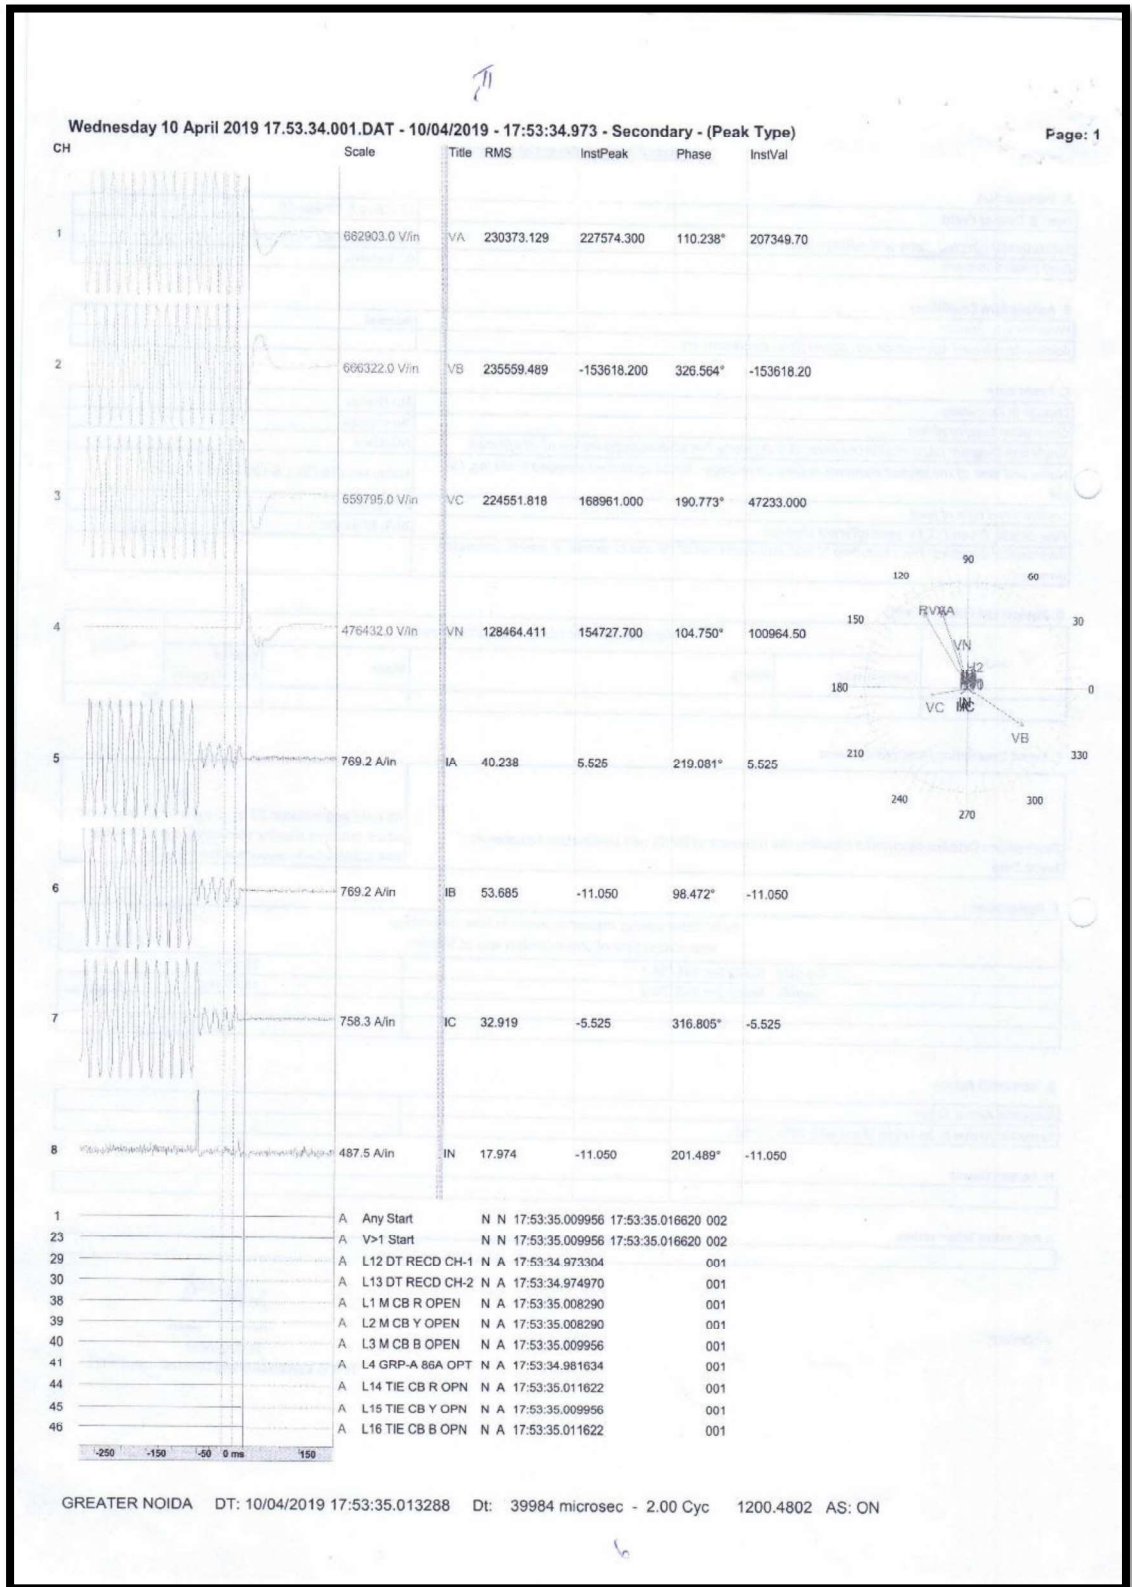 Wednesday 10 April 2019 17.53.34.001.DAT - 10/04/2019 - 17:53:34.973 - Secondary - (Peak Type) Page: 1
CH Scale Title RMS InstPeak Phase InstVal
1 662903.0 V/in VA 230373.129 227574.300 110.238° 207349.70
2 666322.0 V/in VB 235559.489 -153618.200 326.564° -153618.20
3 659795.0 V/in VC 224551.818 168961.000 190.773° 47233.000
90
120 60
150 RVXA 30
4 476432.0 V/in VN 128464.411 154727.700 104.750° 100964.50
VN
H2
180 0
VC
VB
5 769.2 A/in IA 40.238 5.525 219.081° 5.525
210 330
240 300
270
6 769.2 A/in IB 53.685 -11.050 98.472° -11.050
7 758.3 A/in IC 32.919 -5.525 316.805° -5.525
8 487.5 A/in IN 17.974 -11.050 201.489° -11.050
1 A Any Start N N 17:53:35.009956 17:53:35.016620 002
23 A V>1 Start N N 17:53:35.009956 17:53:35.016620 002
29 A L12 DT RECD CH-1 N A 17:53:34.973304 001
30 A L13 DT RECD CH-2 N A 17:53:34.974970 001
38 A L1 M CB R OPEN N A 17:53:35.008290 001
39 A L2 M CB Y OPEN N A 17:53:35.008290 001
40 A L3 M CB B OPEN N A 17:53:35.009956 001
41 A L4 GRP-A 86A OPT N A 17:53:34.981634 001
44 A L14 TIE CB R OPN N A 17:53:35.011622 001
45 A L15 TIE CB Y OPN N A 17:53:35.009956 001
46 A L16 TIE CB B OPN N A 17:53:35.011622 001
-250 -150 -50 0 ms 150
GREATER NOIDA DT: 10/04/2019 17:53:35.013288 Dt: 39984 microsec - 2.00 Cyc 1200.4802 AS: ON
6